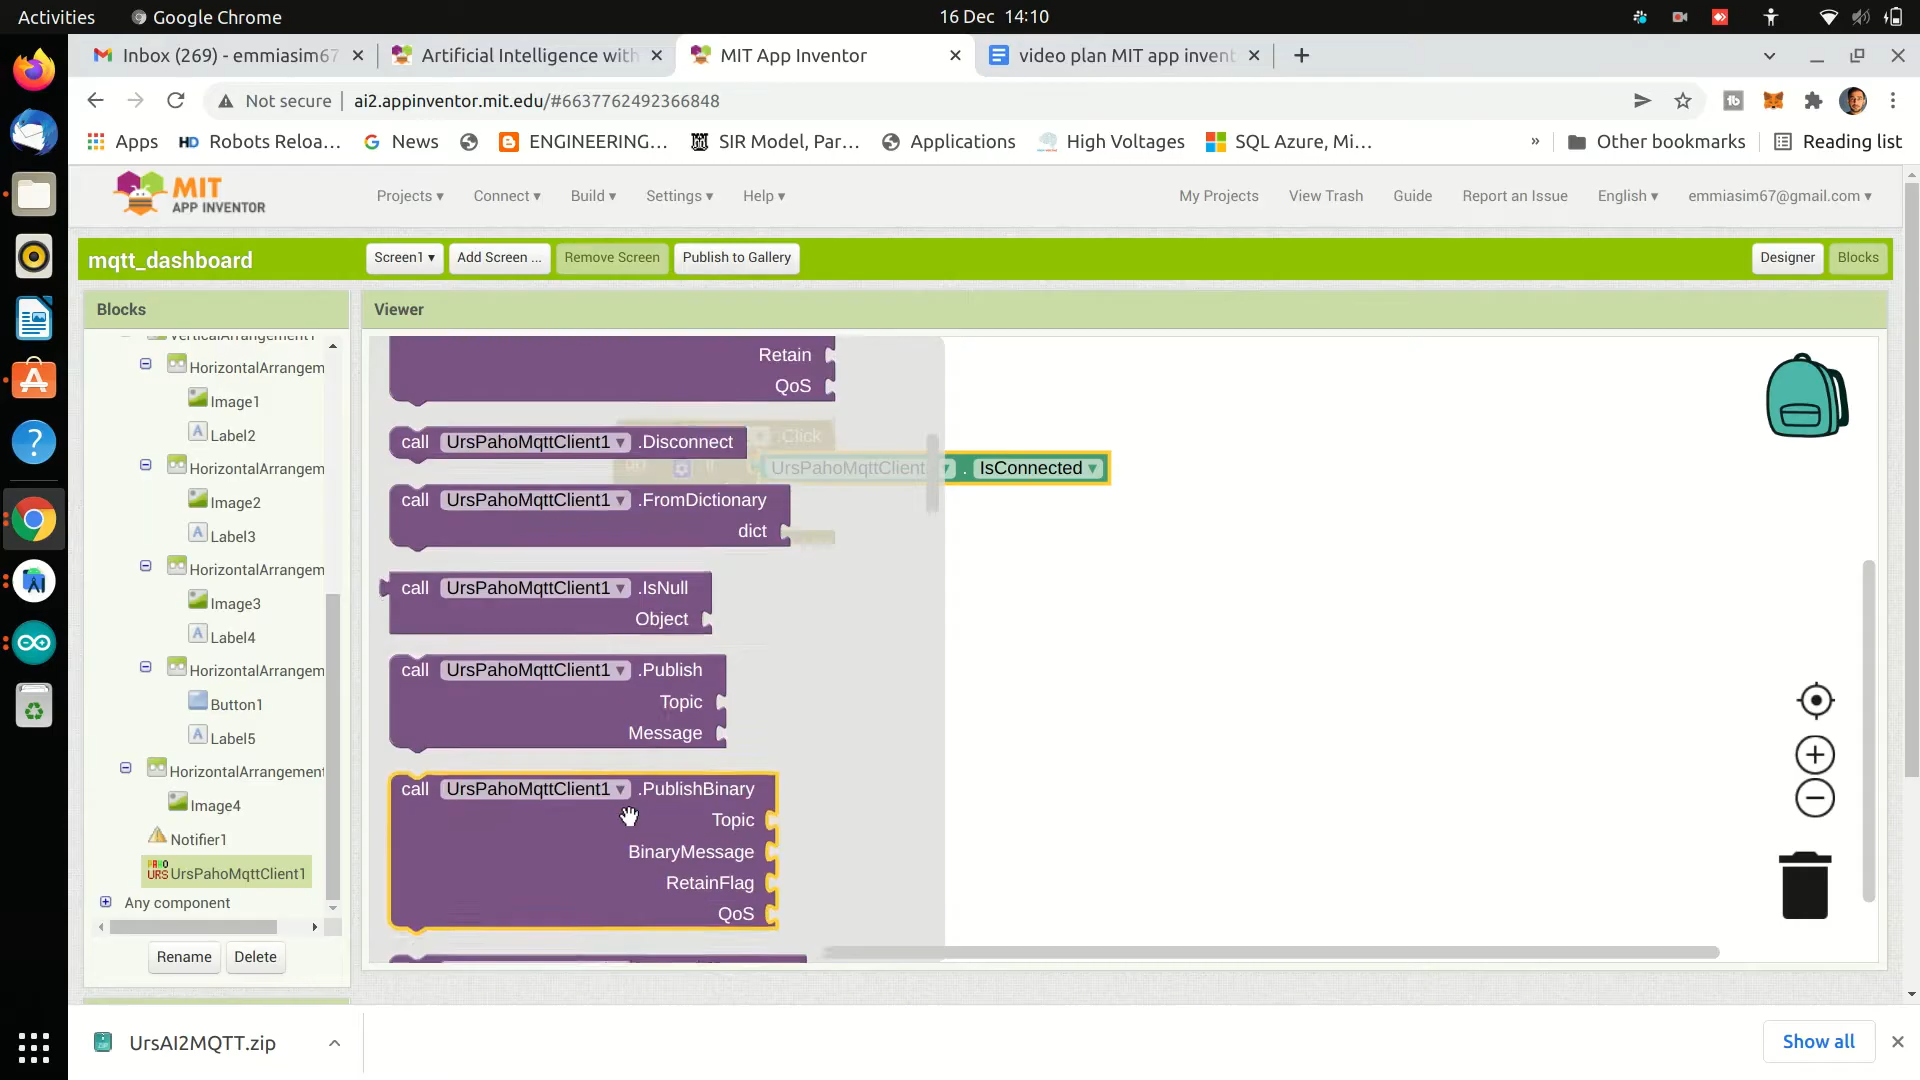 Activities
Google Chrome
16 Dec 14:10
Inbox (269) - emmiasim67
Artificial Intelligence with
MIT App Inventor
video plan MIT app invent
Not secure
ai2.appinventor.mit.edu/#6637762492366848
Apps
HD Robots Reloa...
News
ENGINEERING...
SIR Model, Par...
Applications
High Voltages
SQL Azure, Mi...
»
Other bookmarks
Reading list
MIT
APP INVENTOR
Projects
Connect
Build
Settings
Help
My Projects
View Trash
Guide
Report an Issue
English
emmiasim67@gmail.com
mqtt_dashboard
Screen1
Add Screen ...
Remove Screen
Publish to Gallery
Designer
Blocks
Blocks
Viewer
VerticalArrangement1
HorizontalArrangem
Image1
Label2
HorizontalArrangem
Image2
Label3
HorizontalArrangem
Image3
Label4
HorizontalArrangem
Button1
Label5
HorizontalArrangement
Image4
Notifier1
UrsPahoMqttClient1
Any component
Rename
Delete
Retain
QoS
call UrsPahoMqttClient1 .Disconnect
.Click
UrsPahoMqttClient . IsConnected
call UrsPahoMqttClient1 .FromDictionary
dict
call UrsPahoMqttClient1 .IsNull
Object
call UrsPahoMqttClient1 .Publish
Topic
Message
call UrsPahoMqttClient1 .PublishBinary
Topic
BinaryMessage
RetainFlag
QoS
UrsAI2MQTT.zip
Show all